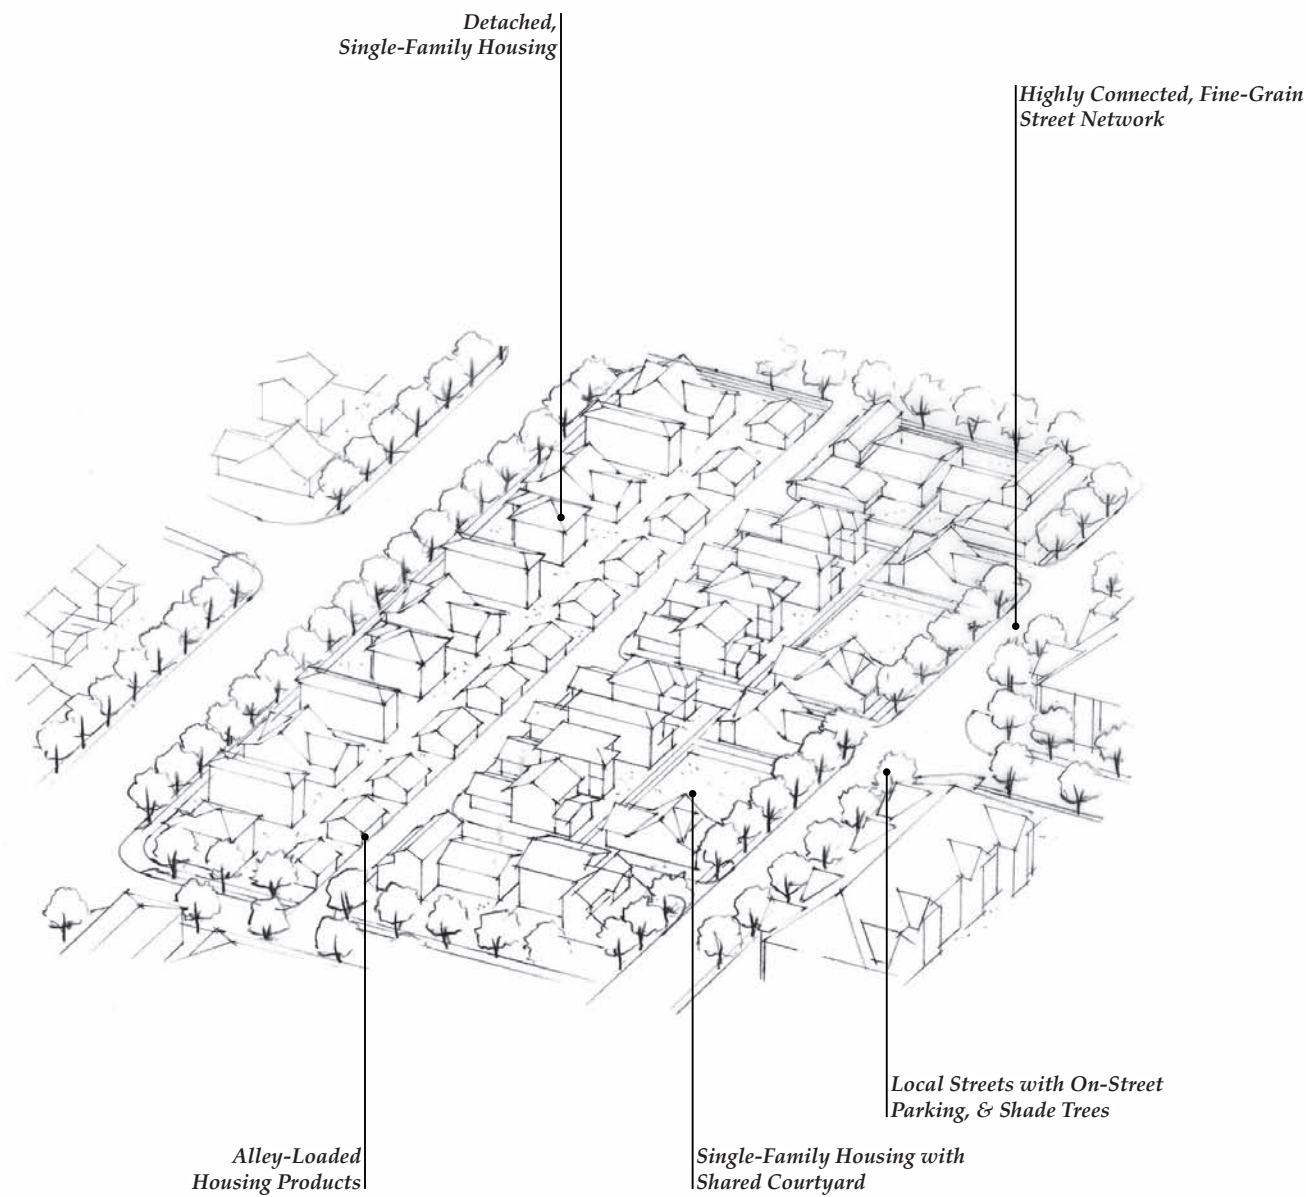 Detached,
Single-Family Housing
Highly Connected, Fine-Grain
Street Network
Local Streets with On-Street
Parking, & Shade Trees
Alley-Loaded
Housing Products
Single-Family Housing with
Shared Courtyard